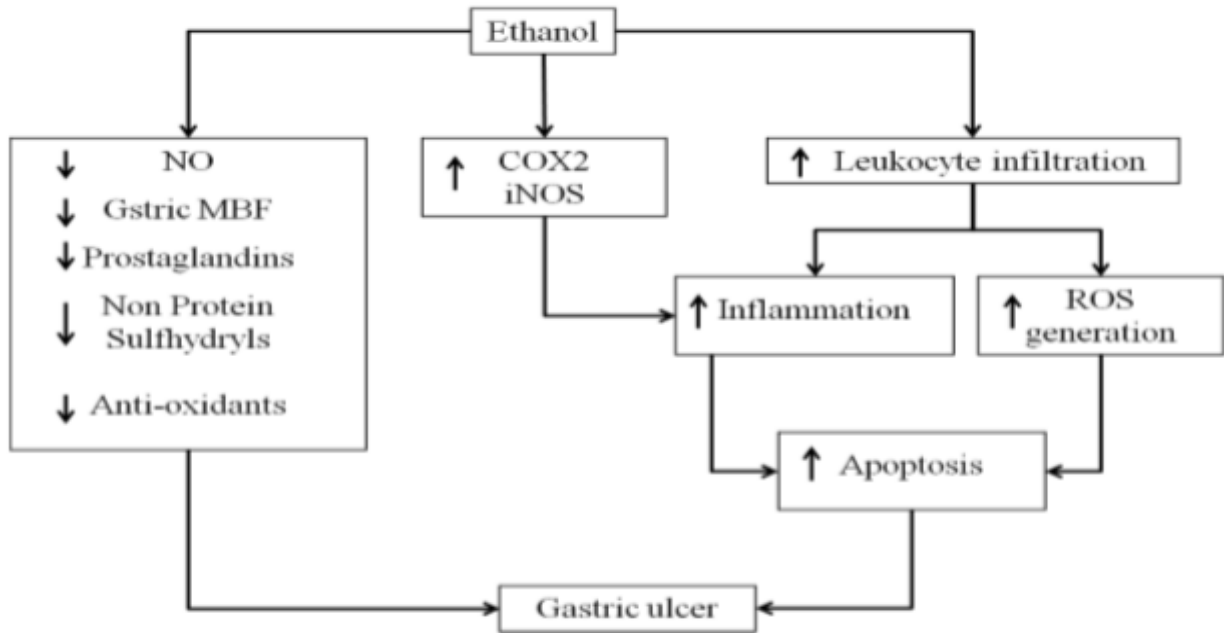 Ethanol
NO
Gstric MBF
Prostaglandins
Non Protein
Sulfhydryls
Anti-oxidants
COX2
iNOS
Leukocyte infiltration
Inflammation
ROS
generation
Apoptosis
Gastric ulcer